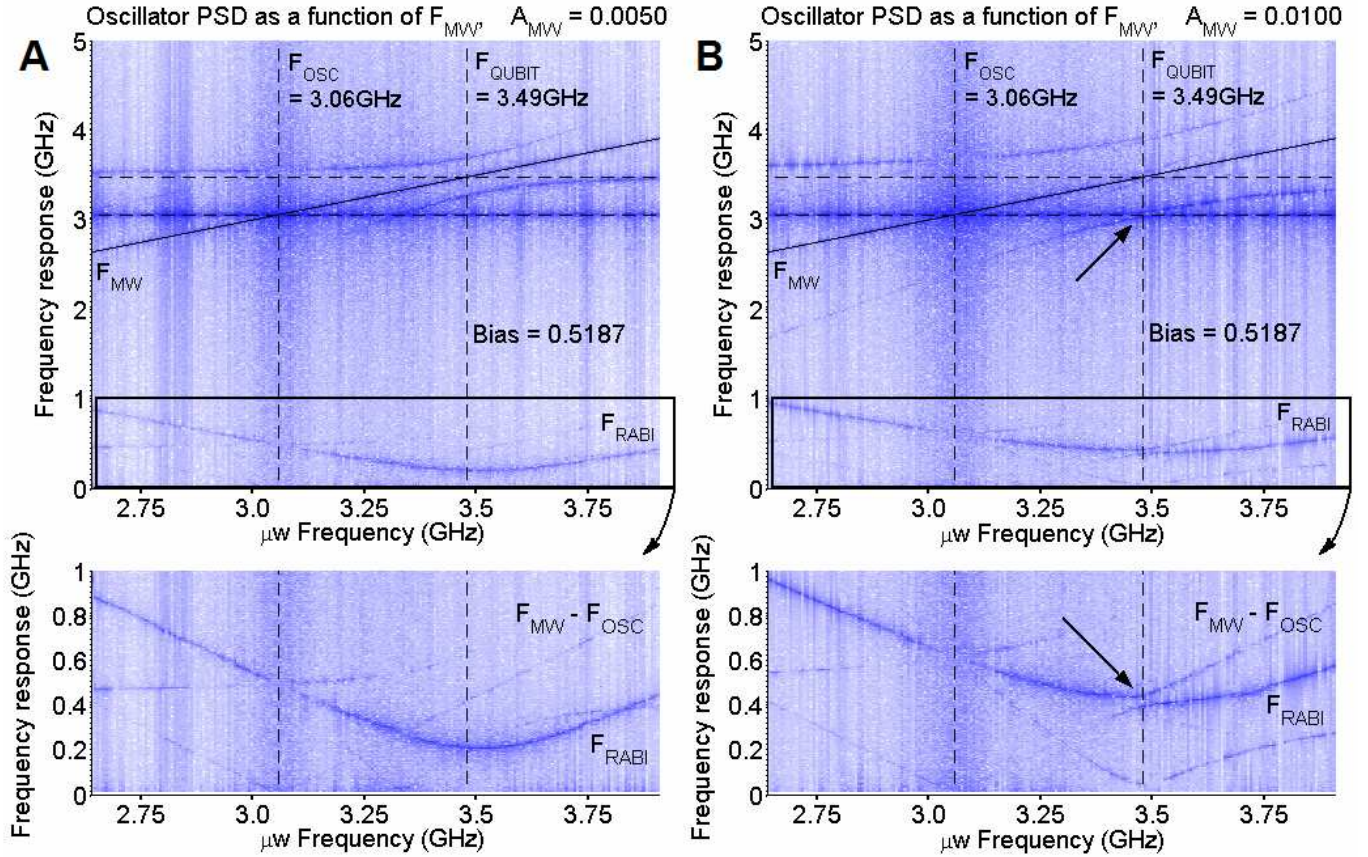 Oscillator PSD as a function of F_MW, A_MW = 0.0050
A
5
4
3
2
1
0
Frequency response (GHz)
F_OSC
= 3.06GHz
F_QUBIT
= 3.49GHz
F_MW
Bias = 0.5187
F_RABI
2.75 3.0 3.25 3.5 3.75
μw Frequency (GHz)
1
0.8
0.6
0.4
0.2
0
Frequency response (GHz)
F_MW - F_OSC
F_RABI
2.75 3.0 3.25 3.5 3.75
μw Frequency (GHz)
Oscillator PSD as a function of F_MW, A_MW = 0.0100
B
5
4
3
2
1
0
Frequency response (GHz)
F_OSC
= 3.06GHz
F_QUBIT
= 3.49GHz
F_MW
Bias = 0.5187
F_RABI
2.75 3.0 3.25 3.5 3.75
μw Frequency (GHz)
1
0.8
0.6
0.4
0.2
0
Frequency response (GHz)
F_MW - F_OSC
F_RABI
2.75 3.0 3.25 3.5 3.75
μw Frequency (GHz)